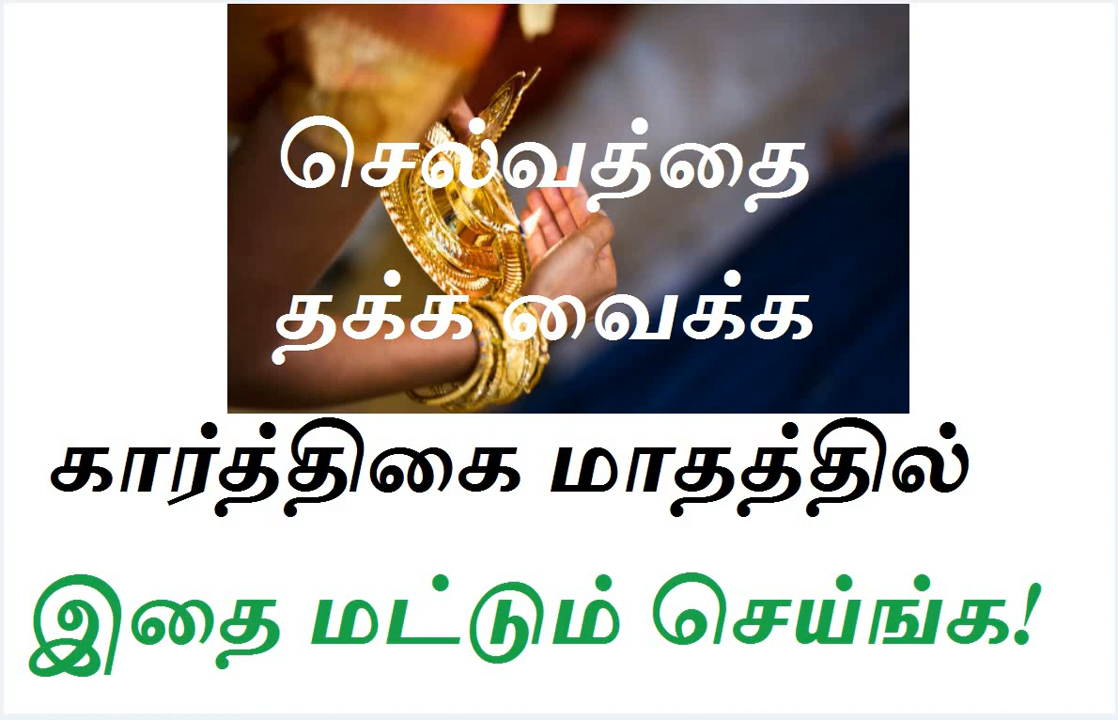 செல்வத்தை
தக்க வைக்க
கார்த்திகை மாதத்தில்
இதை மட்டும் செய்ங்க!